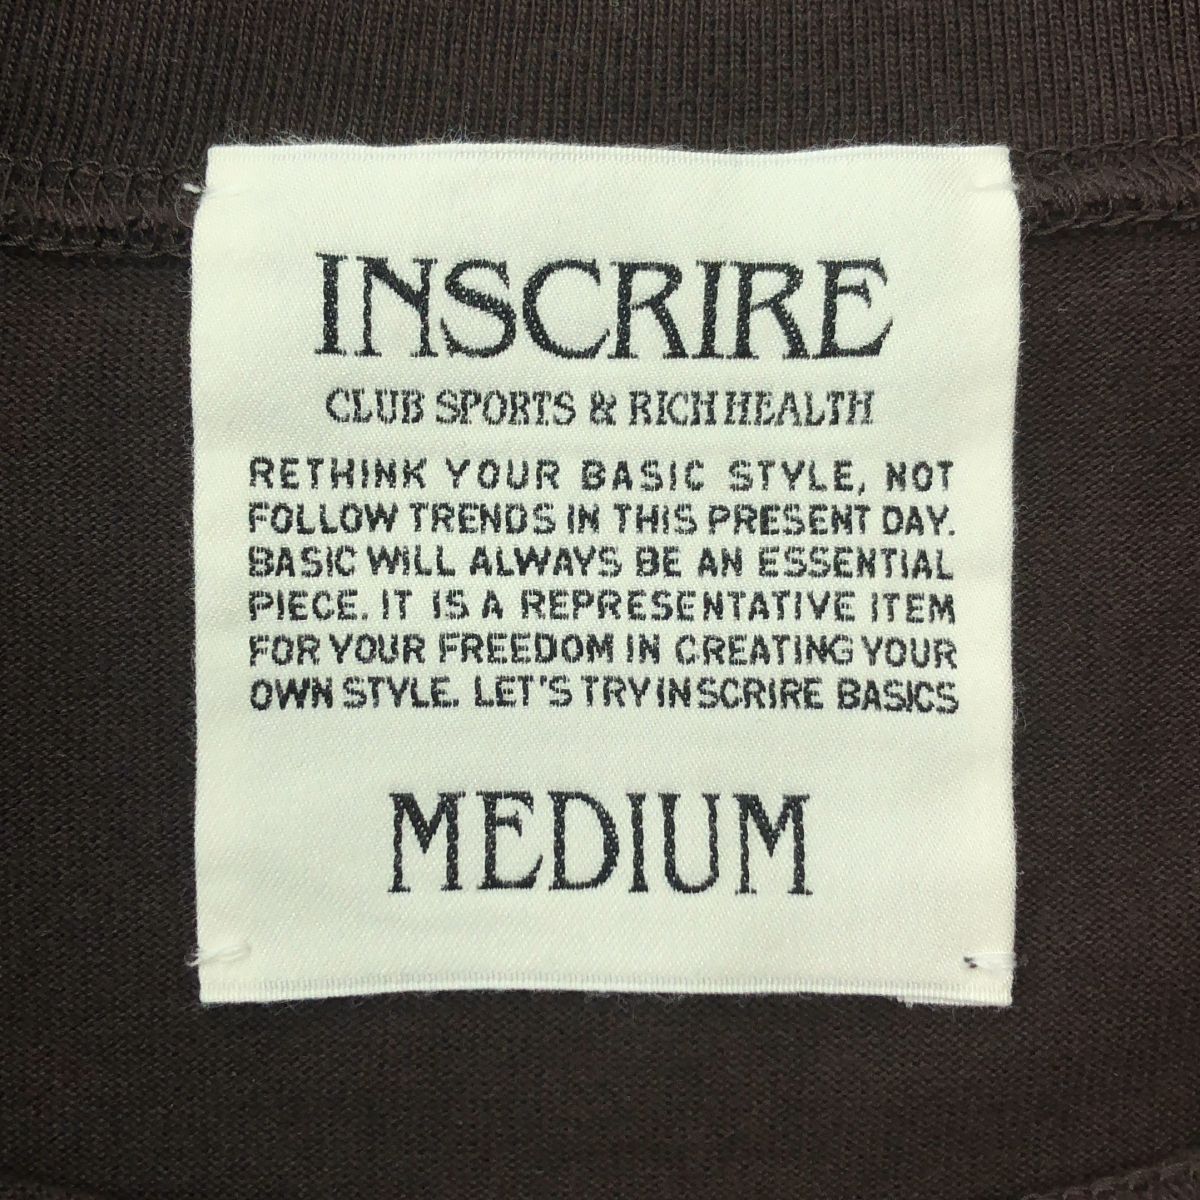 INSCRIRE
CLUB SPORTS & RICH HEALTH
RETHINK YOUR BASIC STYLE, NOT
FOLLOW TRENDS IN THIS PRESENT DAY.
BASIC WILL ALWAYS BE AN ESSENTIAL
PIECE. IT IS A REPRESENTATIVE ITEM
FOR YOUR FREEDOM IN CREATING YOUR
OWN STYLE. LET'S TRY INSCRIRE BASICS
MEDIUM